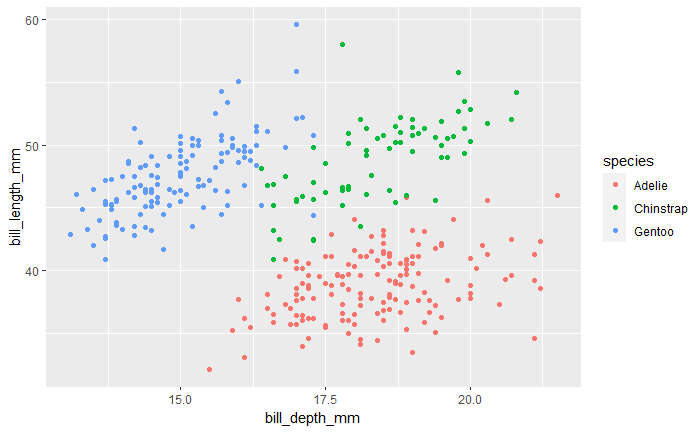 60
50
40
bill_length_mm
15.0
17.5
20.0
bill_depth_mm
species
Adelie
Chinstrap
Gentoo